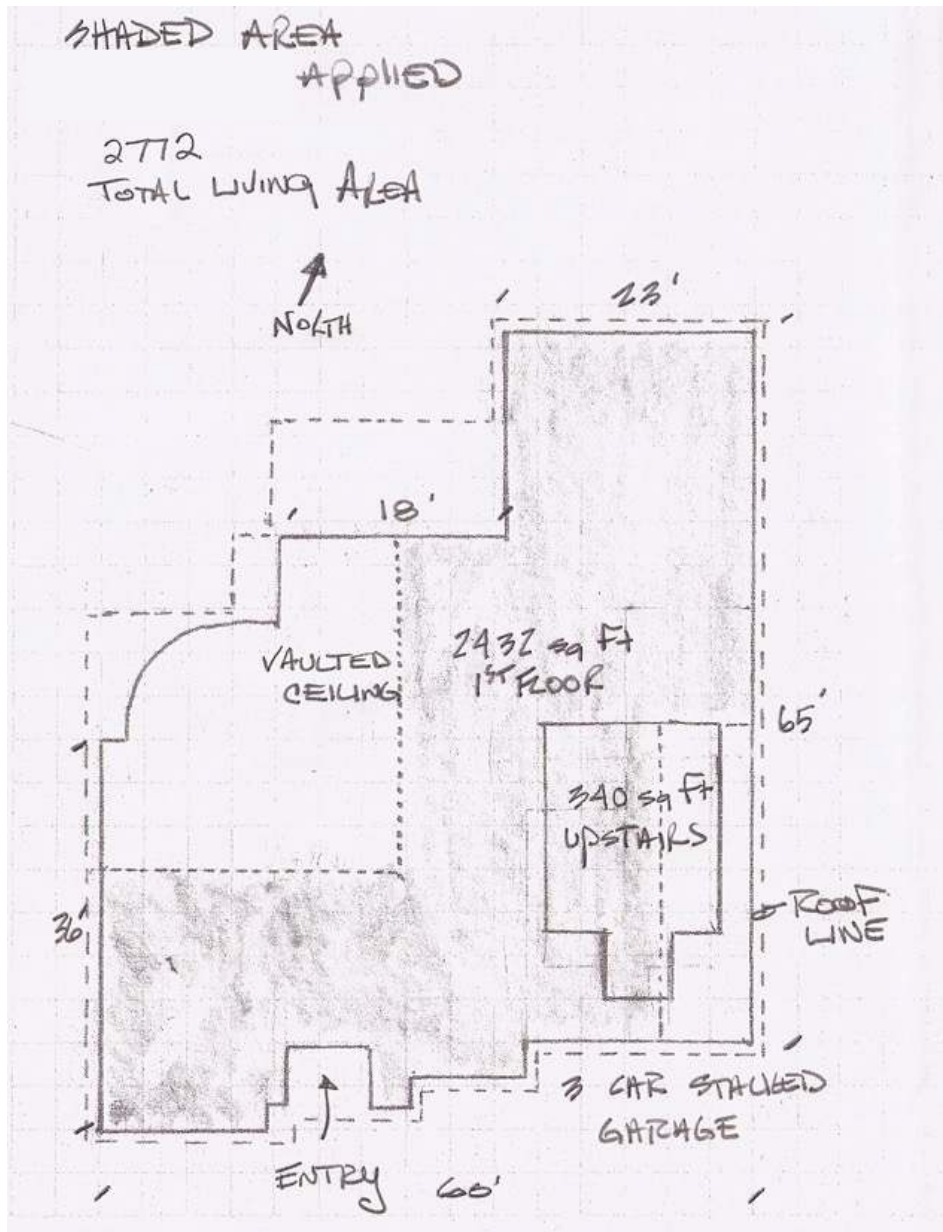 SHADED AREA
APPLIED
2772
TOTAL LIVING AREA
NORTH
23'
18'
VAULTED
CEILING
2432 sq ft
1ST FLOOR
65'
340 sq ft
UPSTAIRS
36'
ROOF
LINE
3 CAR STALLED
GARAGE
ENTRY
60'